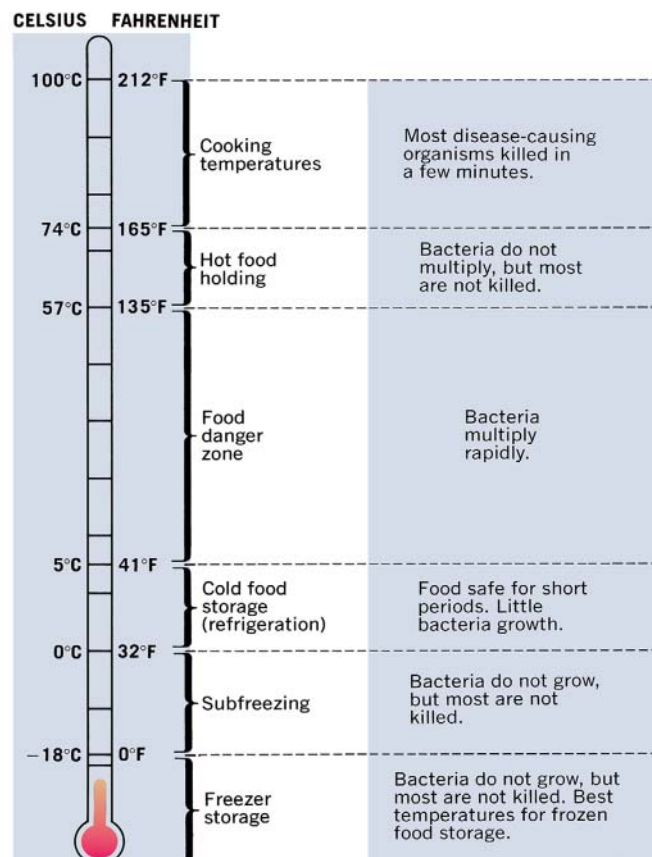 CELSIUS FAHRENHEIT
100°C 212°F
Cooking
temperatures
Most disease-causing
organisms killed in
a few minutes.
74°C 165°F
Hot food
holding
Bacteria do not
multiply, but most
are not killed.
57°C 135°F
Food
danger
zone
Bacteria
multiply
rapidly.
5°C 41°F
Cold food
storage
(refrigeration)
Food safe for short
periods. Little
bacteria growth.
0°C 32°F
Subfreezing
Bacteria do not grow,
but most are not
killed.
–18°C 0°F
Freezer
storage
Bacteria do not grow, but
most are not killed. Best
temperatures for frozen
food storage.